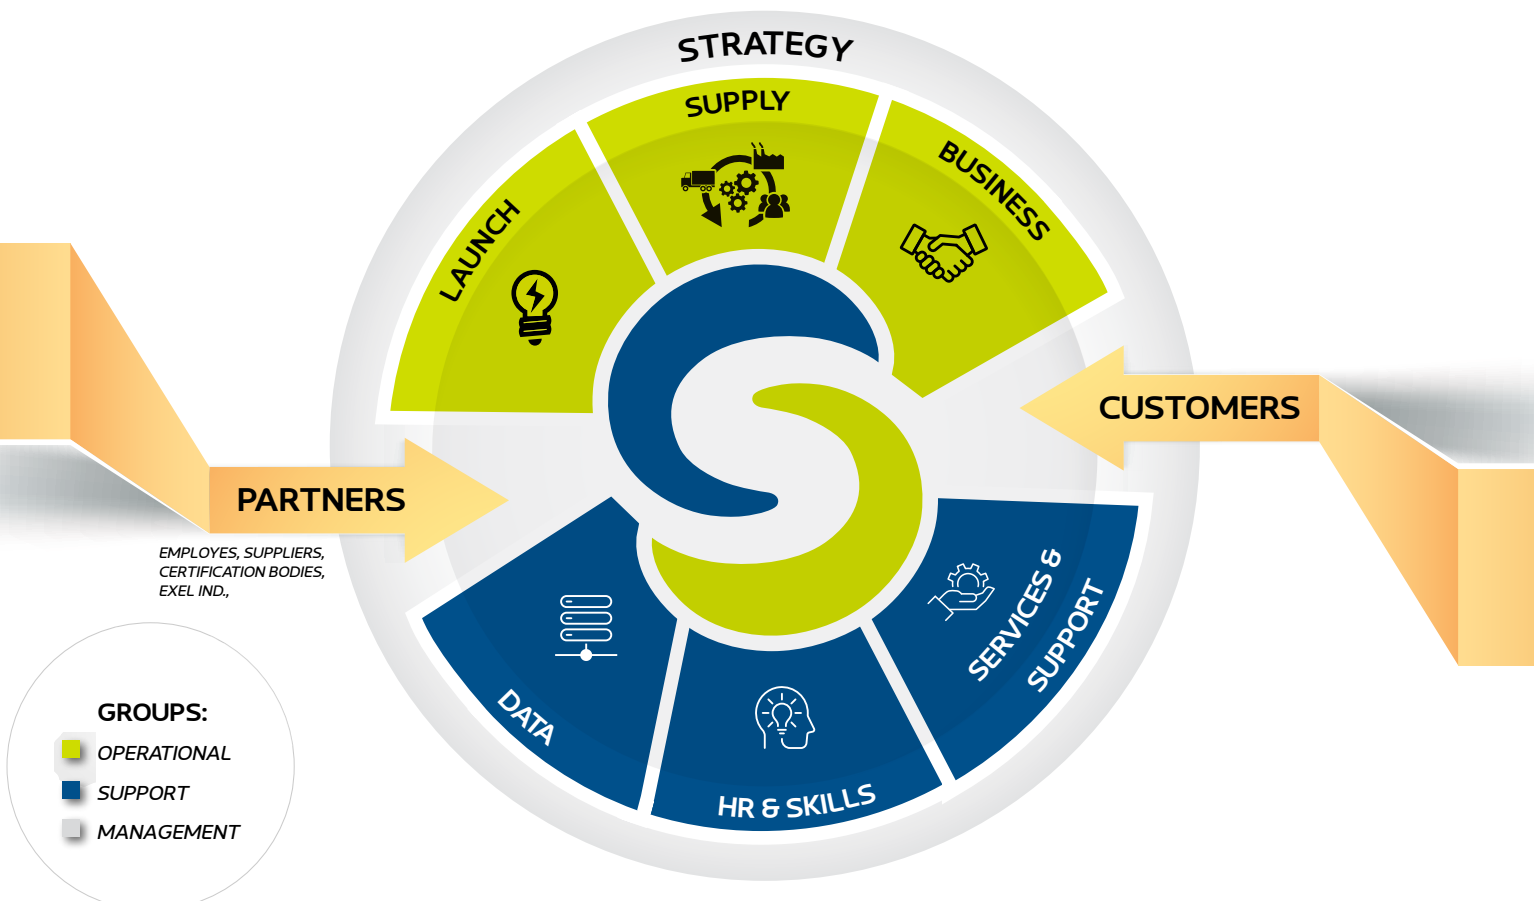 STRATEGY
SUPPLY
BUSINESS
LAUNCH
CUSTOMERS
PARTNERS
EMPLOYES, SUPPLIERS,
CERTIFICATION BODIES,
EXEL IND.,
SERVICES &
SUPPORT
DATA
HR & SKILLS
GROUPS:
OPERATIONAL
SUPPORT
MANAGEMENT